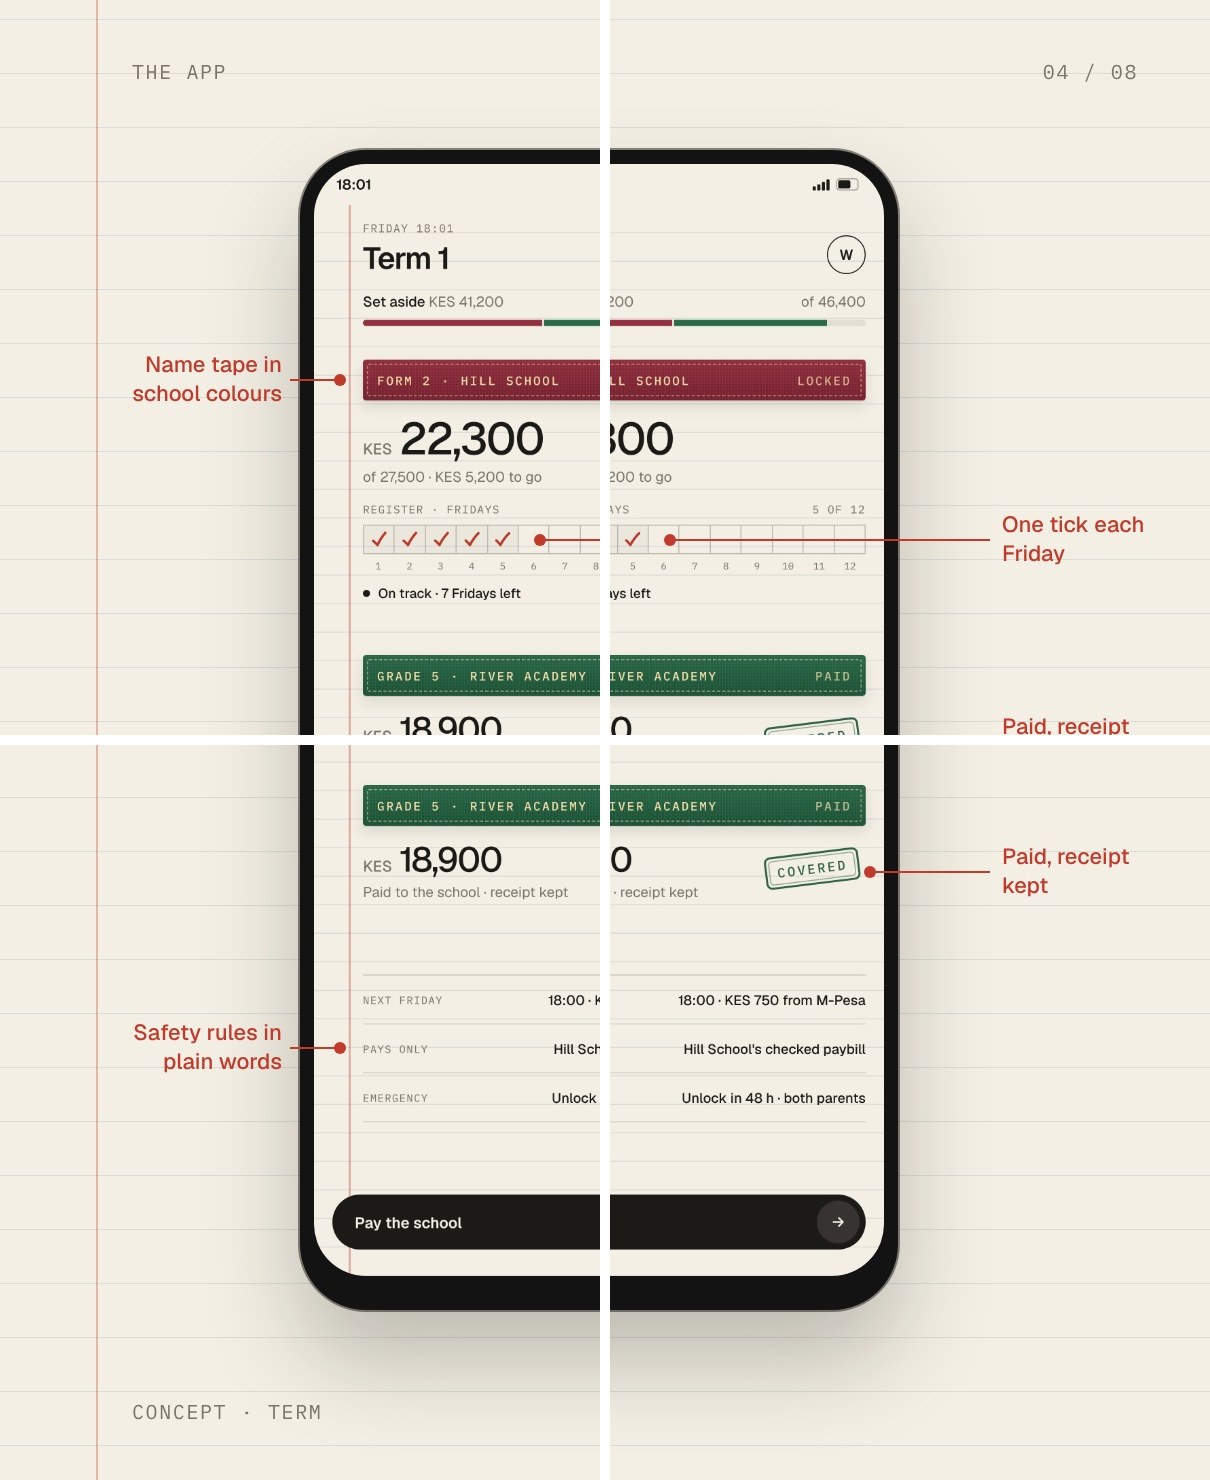 THE APP
04 / 08
18:01
FRIDAY 18:01
Term 1
W
Set aside KES 41,200
of 46,400
Name tape in
school colours
FORM 2 · HILL SCHOOL
LOCKED
KES 22,300
of 27,500 · KES 5,200 to go
REGISTER · FRIDAYS
5 OF 12
One tick each
Friday
1 2 3 4 5 6 7 8 9 10 11 12
On track · 7 Fridays left
GRADE 5 · RIVER ACADEMY
PAID
KES 18,900
COVERED
Paid to the school · receipt kept
Paid, receipt
kept
NEXT FRIDAY
18:00 · KES 750 from M-Pesa
Safety rules in
plain words
PAYS ONLY
Hill School's checked paybill
EMERGENCY
Unlock in 48 h · both parents
Pay the school
CONCEPT · TERM